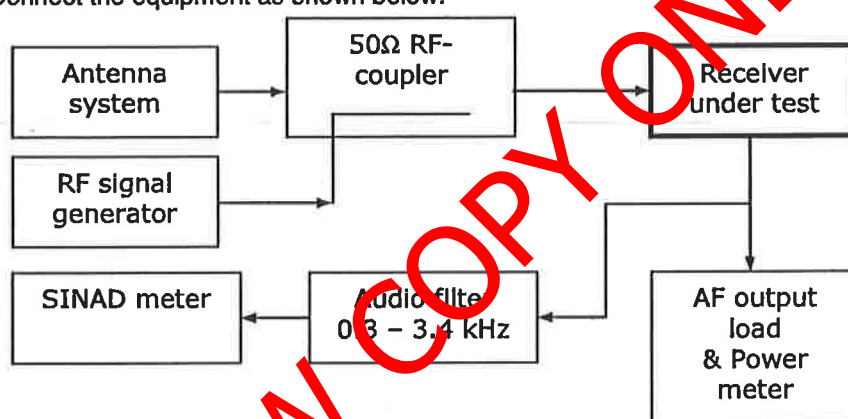 Connect the equipment as shown below:
50Ω RF-
coupler
Antenna
system
Receiver
under test
RF signal
generator
SINAD meter
Audio filter
0.3 – 3.4 kHz
AF output
load
& Power
meter
W COPY ONL